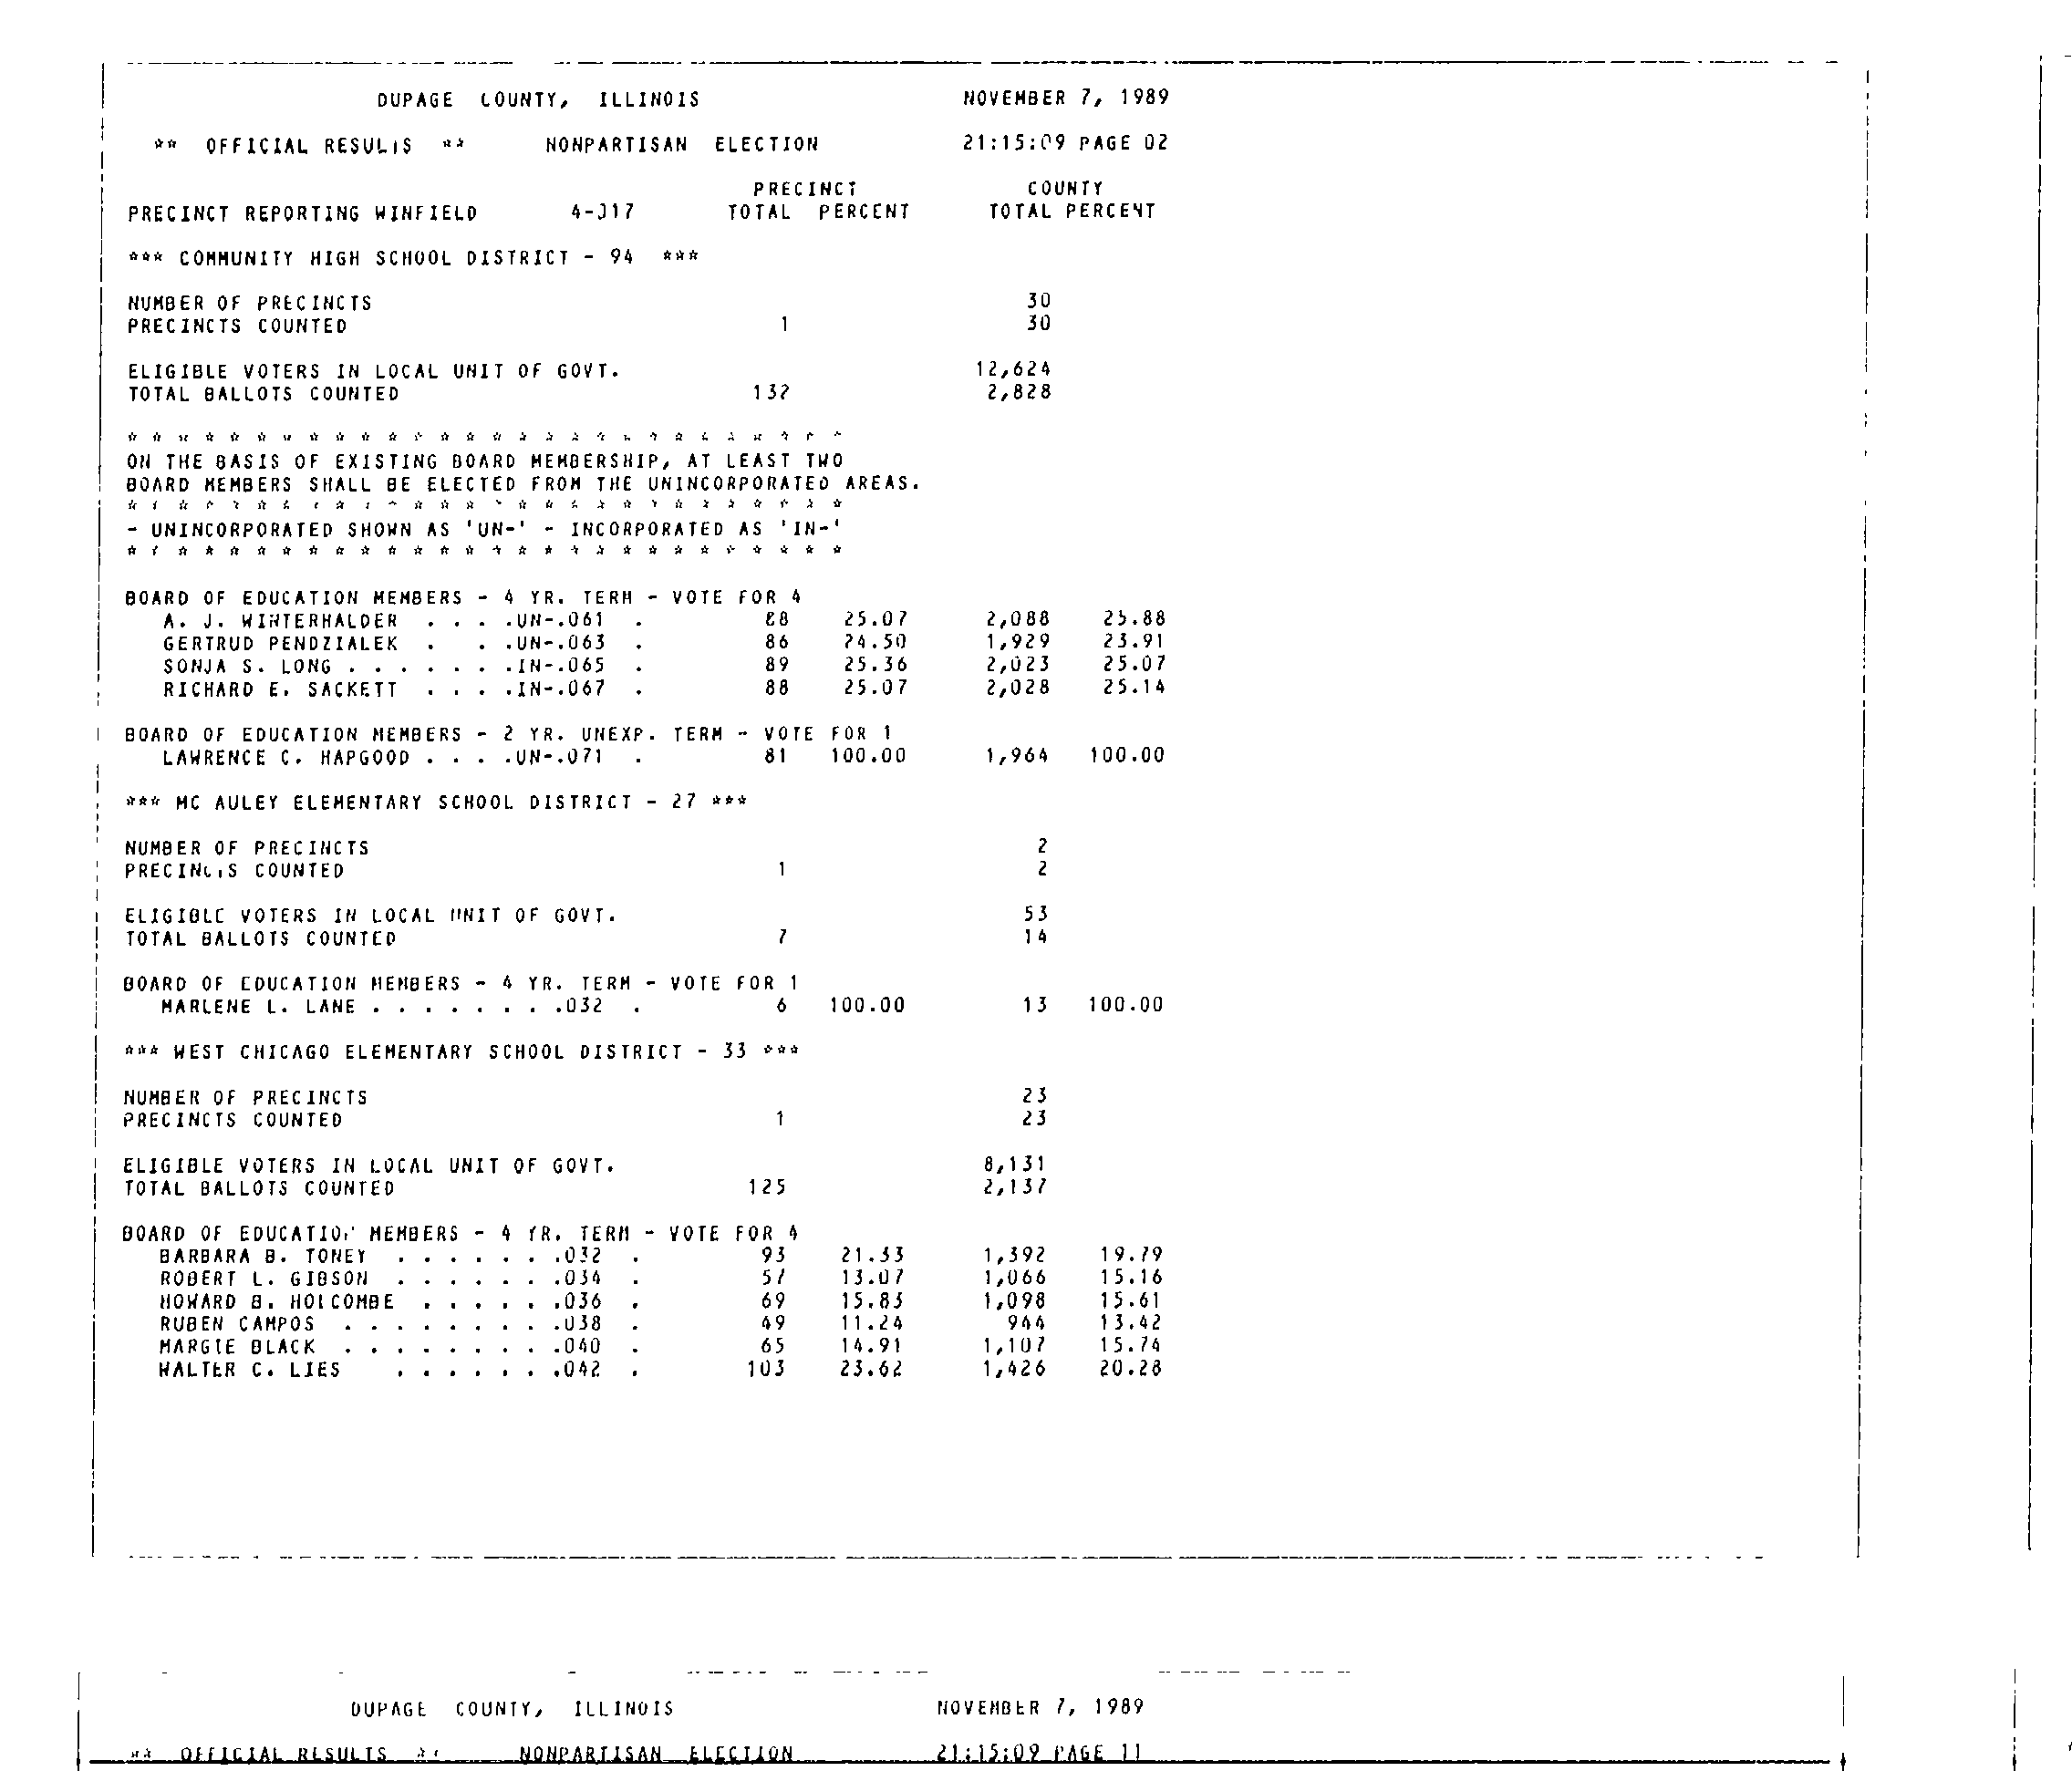 DUPAGE COUNTY, ILLINOIS NOVEMBER 7, 1989
** OFFICIAL RESULTS ** NONPARTISAN ELECTION 21:15:09 PAGE 02
PRECINCT COUNTY
PRECINCT REPORTING WINFIELD 4-017 TOTAL PERCENT TOTAL PERCENT
*** COMMUNITY HIGH SCHOOL DISTRICT - 94 ***
NUMBER OF PRECINCTS 30
PRECINCTS COUNTED 1 30
ELIGIBLE VOTERS IN LOCAL UNIT OF GOVT. 12,624
TOTAL BALLOTS COUNTED 132 2,828
* * * * * * * * * * * * * * * * * * * * * * * * * * * *
ON THE BASIS OF EXISTING BOARD MEMBERSHIP, AT LEAST TWO
BOARD MEMBERS SHALL BE ELECTED FROM THE UNINCORPORATED AREAS.
* * * * * * * * * * * * * * * * * * * * * * * * * * * *
- UNINCORPORATED SHOWN AS 'UN-' - INCORPORATED AS 'IN-'
* * * * * * * * * * * * * * * * * * * * * * * * * * * *
BOARD OF EDUCATION MEMBERS - 4 YR. TERM - VOTE FOR 4
A. J. WINTERHALDER . . . .UN-.061 . 88 25.07 2,088 25.88
GERTRUD PENDZIALEK . . .UN-.063 . 86 24.50 1,929 23.91
SONJA S. LONG . . . . . . .IN-.065 . 89 25.36 2,023 25.07
RICHARD E. SACKETT . . . .IN-.067 . 88 25.07 2,028 25.14
BOARD OF EDUCATION MEMBERS - 2 YR. UNEXP. TERM - VOTE FOR 1
LAWRENCE C. HAPGOOD . . . .UN-.071 . 81 100.00 1,964 100.00
*** MC AULEY ELEMENTARY SCHOOL DISTRICT - 27 ***
NUMBER OF PRECINCTS 2
PRECINCTS COUNTED 1 2
ELIGIBLE VOTERS IN LOCAL UNIT OF GOVT. 53
TOTAL BALLOTS COUNTED 7 14
BOARD OF EDUCATION MEMBERS - 4 YR. TERM - VOTE FOR 1
MARLENE L. LANE . . . . . . . .032 . 6 100.00 13 100.00
*** WEST CHICAGO ELEMENTARY SCHOOL DISTRICT - 33 ***
NUMBER OF PRECINCTS 23
PRECINCTS COUNTED 1 23
ELIGIBLE VOTERS IN LOCAL UNIT OF GOVT. 8,131
TOTAL BALLOTS COUNTED 125 2,137
BOARD OF EDUCATION MEMBERS - 4 YR. TERM - VOTE FOR 4
BARBARA B. TONEY . . . . . . .032 . 93 21.33 1,392 19.79
ROBERT L. GIBSON . . . . . . .034 . 57 13.07 1,066 15.16
HOWARD B. HOLCOMBE . . . . . .036 . 69 15.83 1,098 15.61
RUBEN CAMPOS . . . . . . . . .038 . 49 11.24 944 13.42
MARGIE BLACK . . . . . . . . .040 . 65 14.91 1,107 15.74
WALTER C. LIES . . . . . . .042 . 103 23.62 1,426 20.28
DUPAGE COUNTY, ILLINOIS NOVEMBER 7, 1989
** OFFICIAL RESULTS ** NONPARTISAN ELECTION 21:15:09 PAGE 11